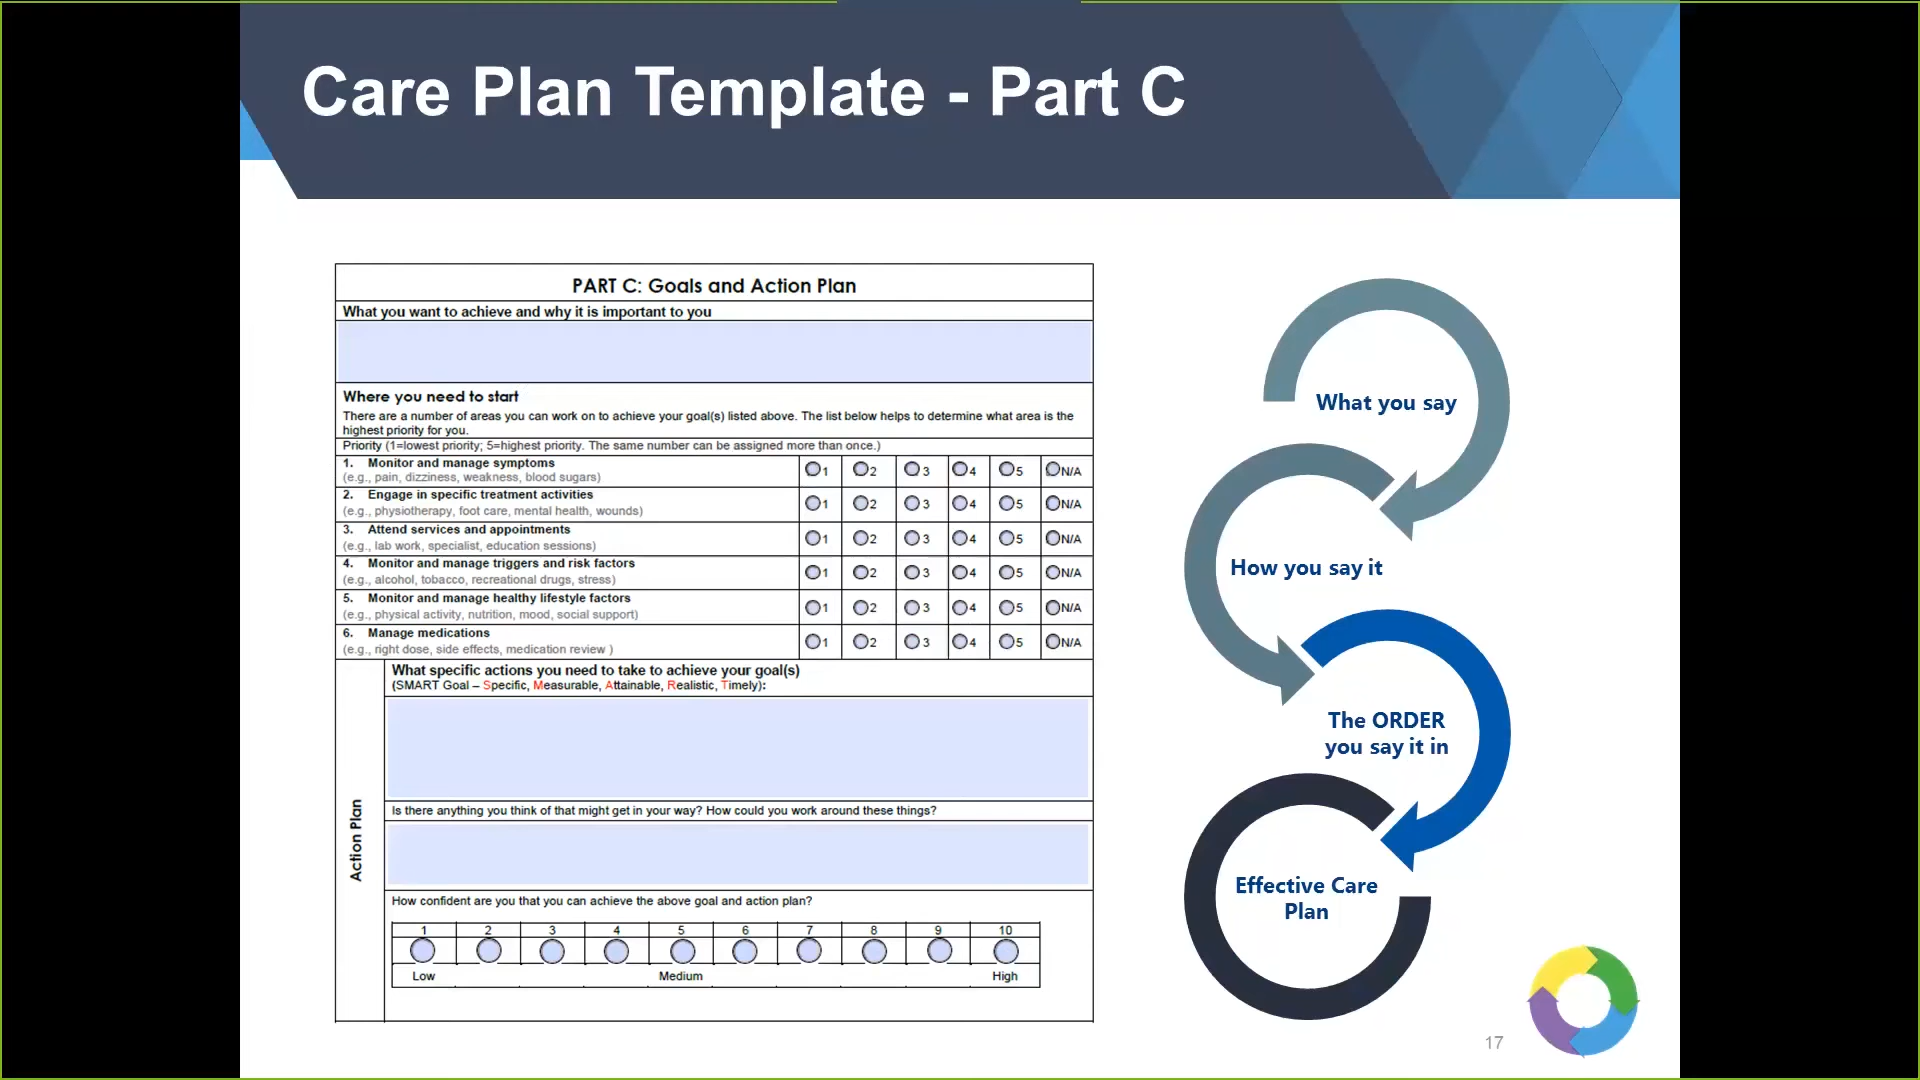 Care Plan Template - Part C
PART C: Goals and Action Plan
What you want to achieve and why it is important to you
Where you need to start
There are a number of areas you can work on to achieve your goal(s) listed above. The list below helps to determine what area is the
highest priority for you.
Priority (1=lowest priority; 5=highest priority. The same number can be assigned more than once.)
1. Monitor and manage symptoms
(e.g., pain, dizziness, weakness, blood sugars)
1 2 3 4 5 N/A
2. Engage in specific treatment activities
(e.g., physiotherapy, foot care, mental health, wounds)
1 2 3 4 5 N/A
3. Attend services and appointments
(e.g., lab work, specialist, education sessions)
1 2 3 4 5 N/A
4. Monitor and manage triggers and risk factors
(e.g., alcohol, tobacco, recreational drugs, stress)
1 2 3 4 5 N/A
5. Monitor and manage healthy lifestyle factors
(e.g., physical activity, nutrition, mood, social support)
1 2 3 4 5 N/A
6. Manage medications
(e.g., right dose, side effects, medication review )
1 2 3 4 5 N/A
Action Plan
What specific actions you need to take to achieve your goal(s)
(SMART Goal – Specific, Measurable, Attainable, Realistic, Timely):
Is there anything you think of that might get in your way? How could you work around these things?
How confident are you that you can achieve the above goal and action plan?
1 2 3 4 5 6 7 8 9 10
Low Medium High
What you say
How you say it
The ORDER
you say it in
Effective Care
Plan
17